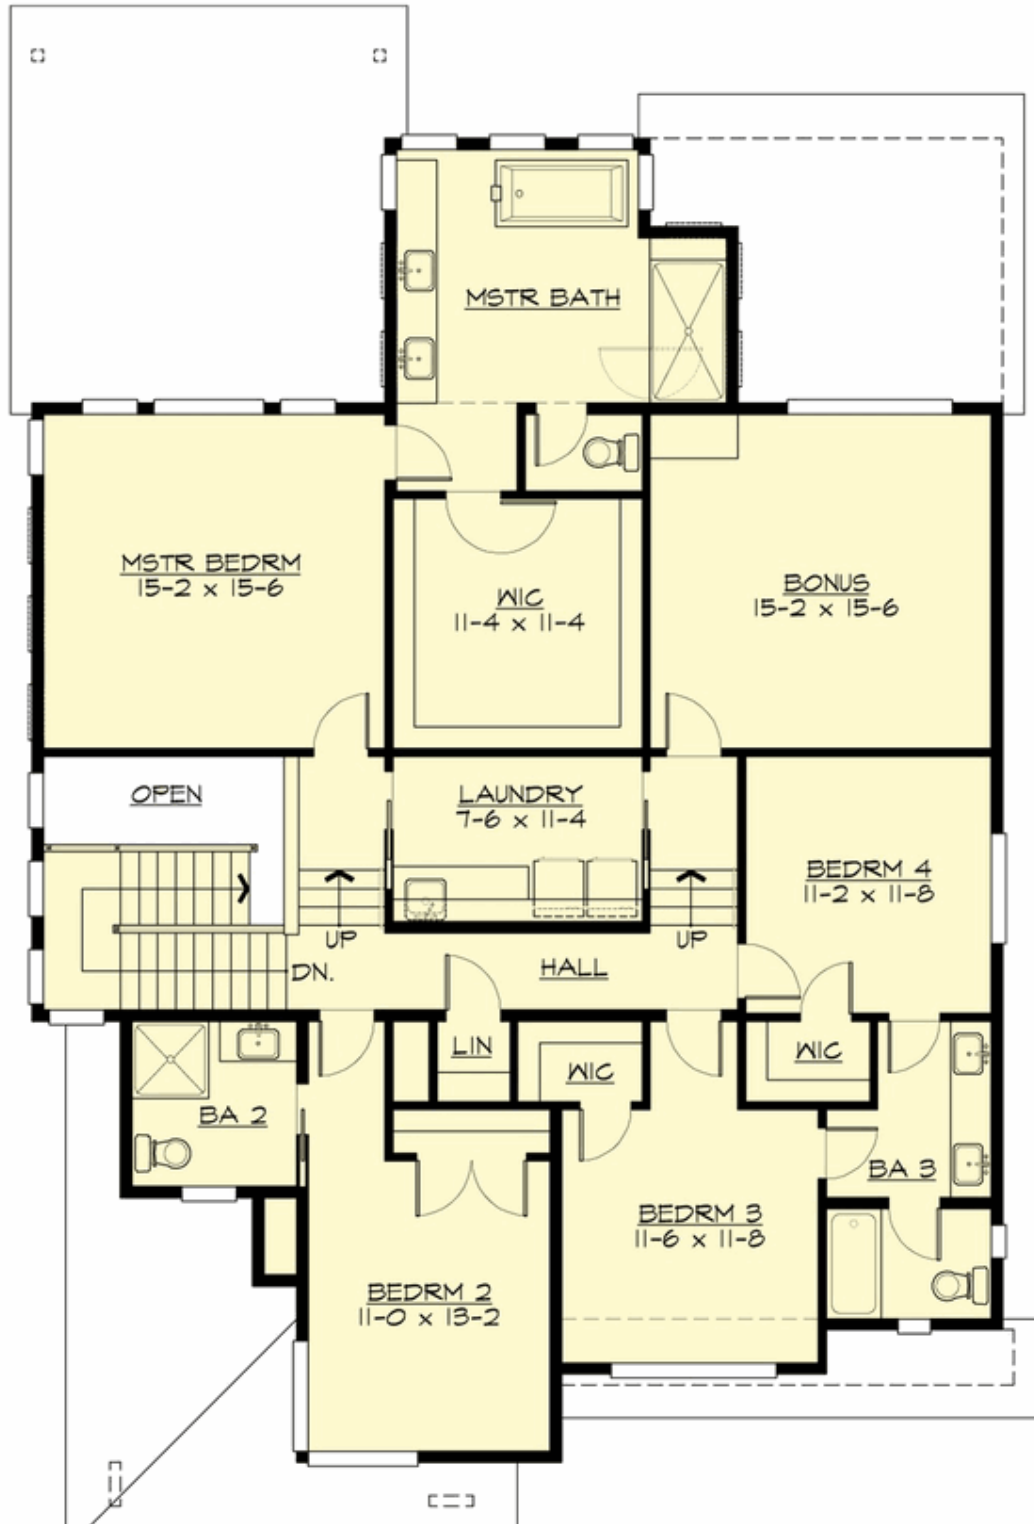 MSTR BATH
MSTR BEDRM
15-2 x 15-6
WIC
11-4 x 11-4
BONUS
15-2 x 15-6
OPEN
LAUNDRY
7-6 x 11-4
BEDRM 4
11-2 x 11-8
UP
UP
DN.
HALL
LIN
WIC
WIC
BA 2
BA 3
BEDRM 3
11-6 x 11-8
BEDRM 2
11-0 x 13-2